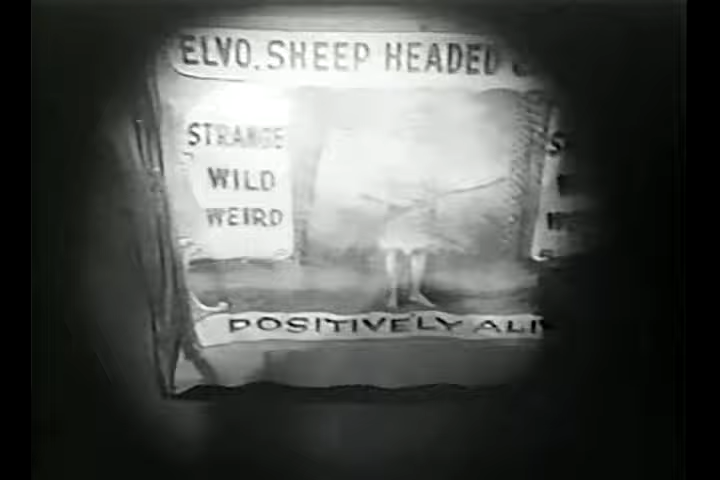 ELVO. SHEEP HEADED
STRANGE
WILD
WEIRD
POSITIVELY ALI